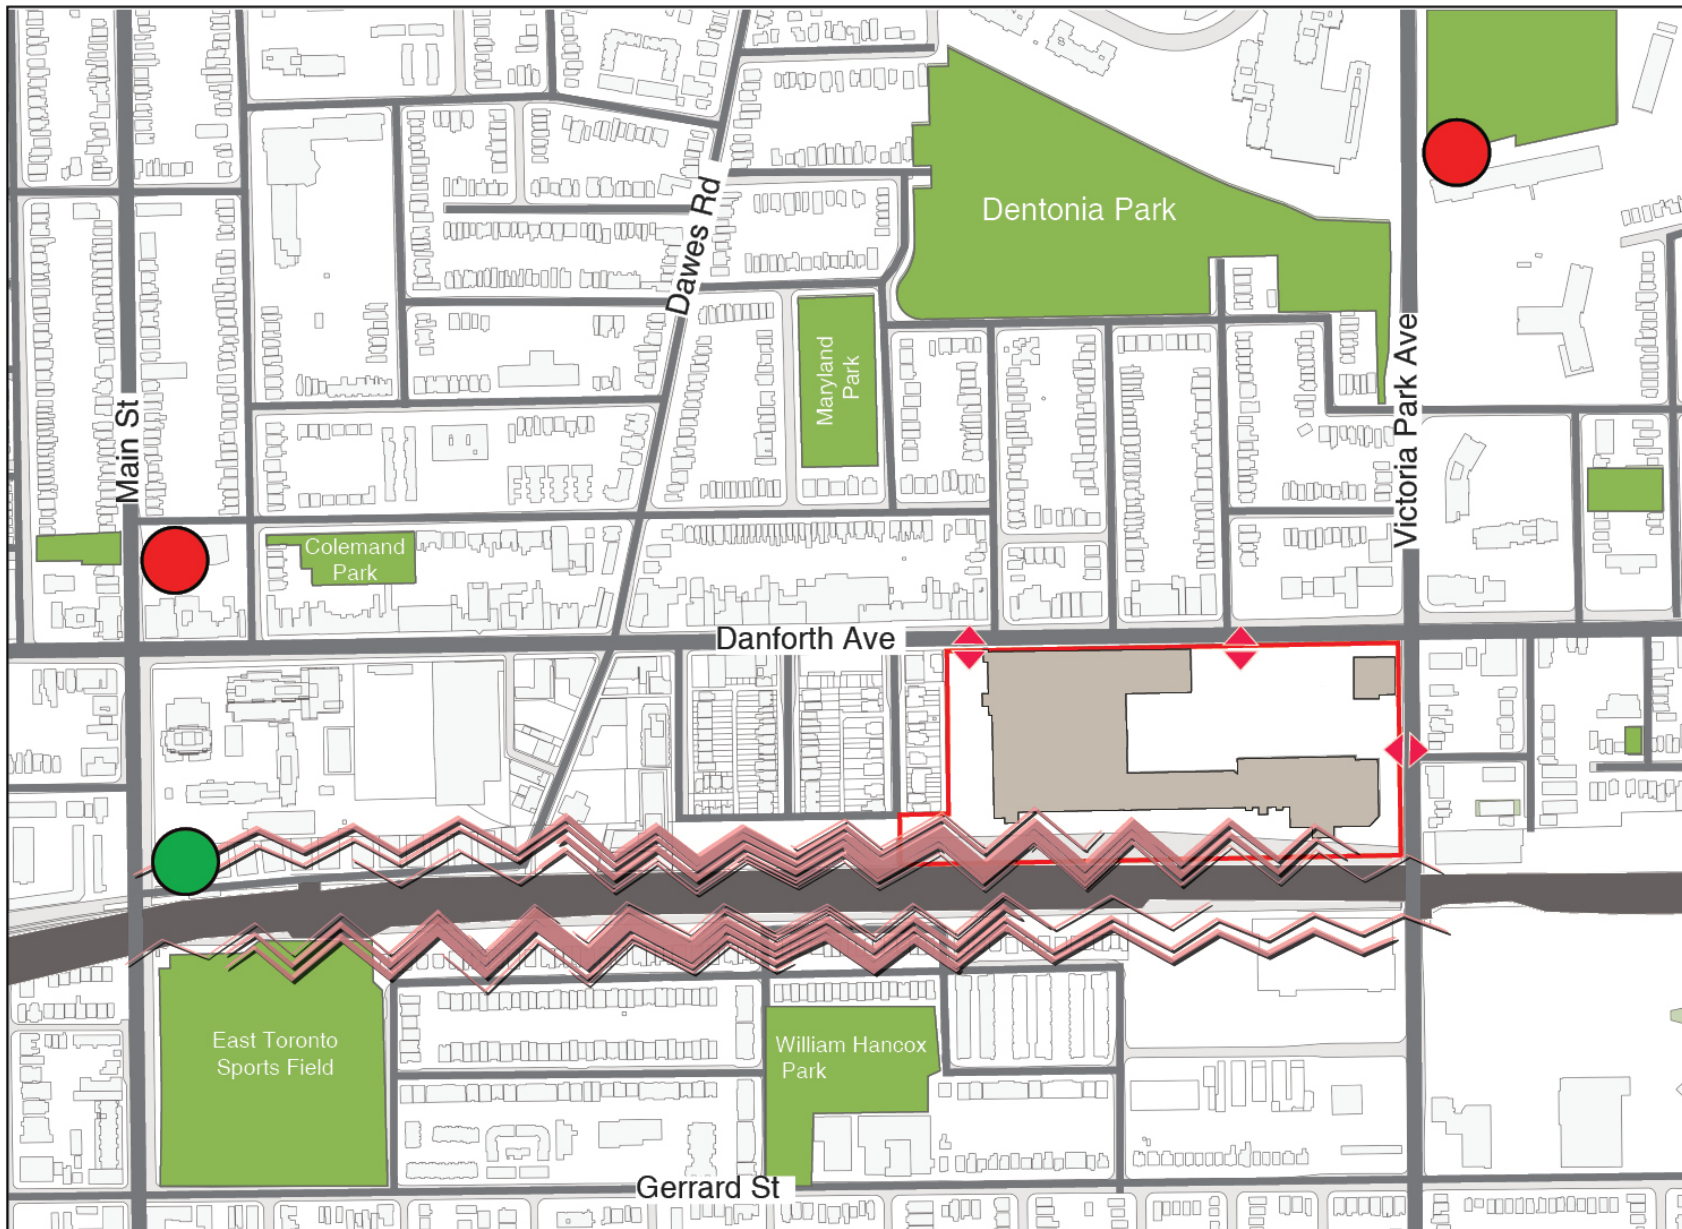 Dentonia Park
Dawes Rd
Maryland
Park
Victoria Park Ave
Main St
Colemand
Park
Danforth Ave
East Toronto
Sports Field
William Hancox
Park
Gerrard St